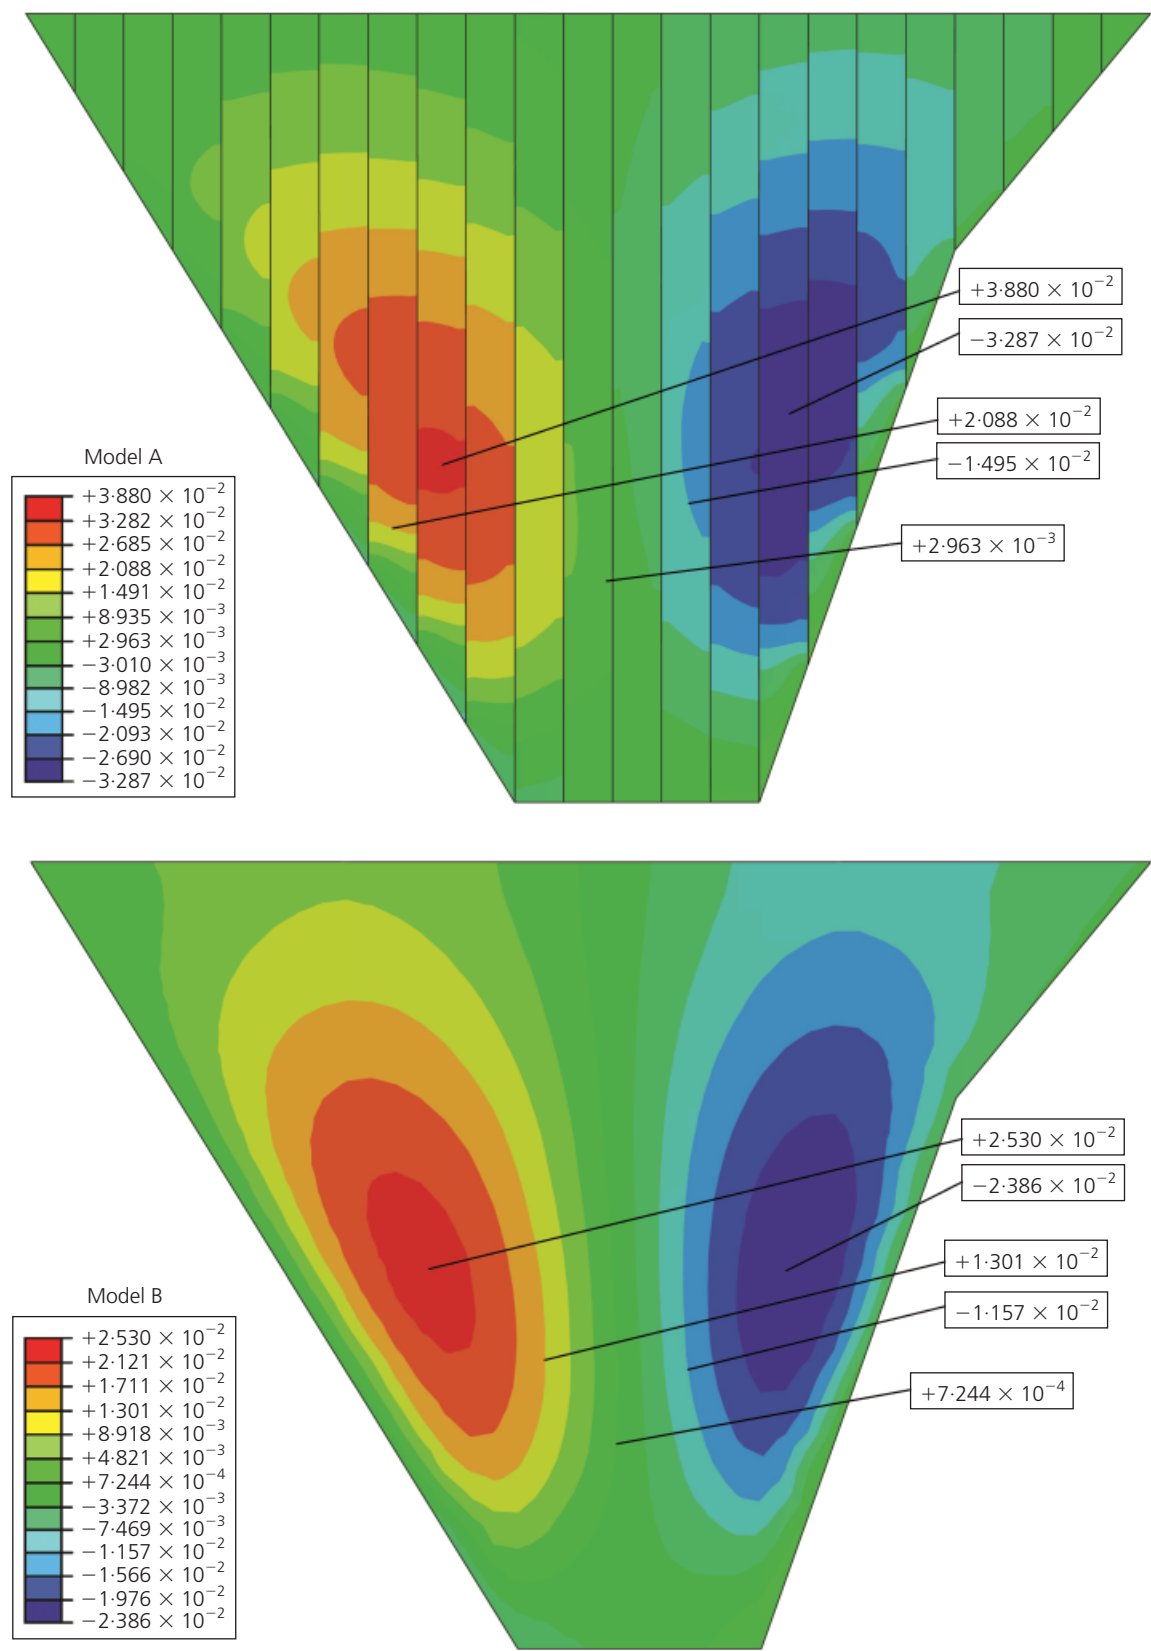 +3·880 × 10⁻²
−3·287 × 10⁻²
+2·088 × 10⁻²
−1·495 × 10⁻²
+2·963 × 10⁻³
Model A
+3·880 × 10⁻²
+3·282 × 10⁻²
+2·685 × 10⁻²
+2·088 × 10⁻²
+1·491 × 10⁻²
+8·935 × 10⁻³
+2·963 × 10⁻³
−3·010 × 10⁻³
−8·982 × 10⁻³
−1·495 × 10⁻²
−2·093 × 10⁻²
−2·690 × 10⁻²
−3·287 × 10⁻²
+2·530 × 10⁻²
−2·386 × 10⁻²
+1·301 × 10⁻²
−1·157 × 10⁻²
+7·244 × 10⁻⁴
Model B
+2·530 × 10⁻²
+2·121 × 10⁻²
+1·711 × 10⁻²
+1·301 × 10⁻²
+8·918 × 10⁻³
+4·821 × 10⁻³
+7·244 × 10⁻⁴
−3·372 × 10⁻³
−7·469 × 10⁻³
−1·157 × 10⁻²
−1·566 × 10⁻²
−1·976 × 10⁻²
−2·386 × 10⁻²